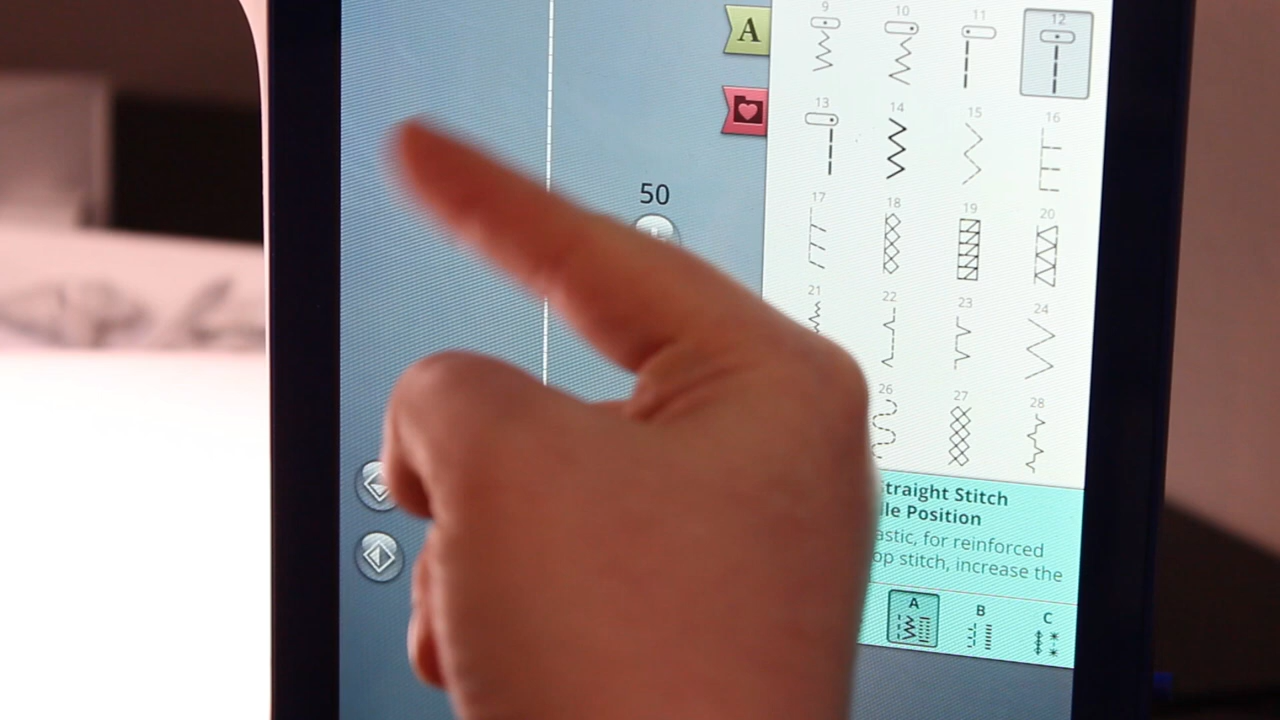 9 10 11 12
A
13 14 15 16
50
17 18 19 20
21 22 23 24
26 27 28
traight Stitch
le Position
astic, for reinforced
op stitch, increase the
A B C